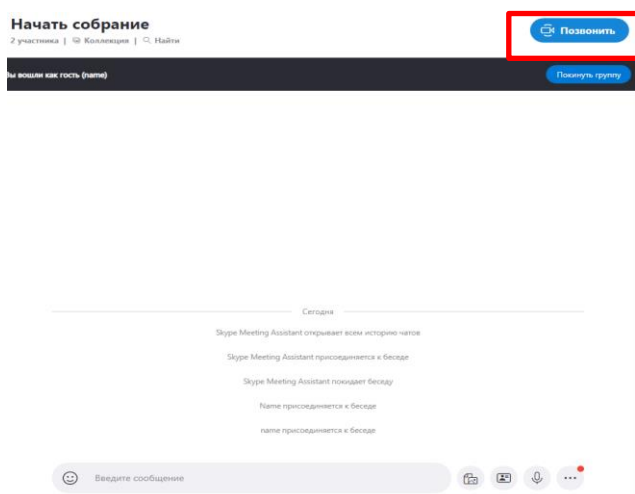 Начать собрание
Позвонить
2 участника | Коллекция | Найти
Вы вошли как гость (name)
Покинуть группу
Сегодня
Skype Meeting Assistant открывает всем историю чатов
Skype Meeting Assistant присоединяется к беседе
Skype Meeting Assistant покидает беседу
Name присоединяется к беседе
name присоединяется к беседе
Введите сообщение